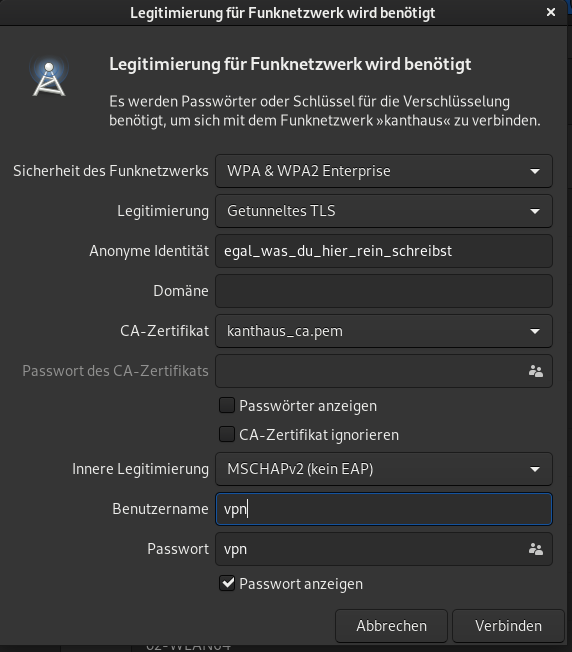 Legitimierung für Funknetzwerk wird benötigt
Legitimierung für Funknetzwerk wird benötigt
Es werden Passwörter oder Schlüssel für die Verschlüsselung
benötigt, um sich mit dem Funknetzwerk »kanthaus« zu verbinden.
Sicherheit des Funknetzwerks WPA & WPA2 Enterprise
Legitimierung Getunneltes TLS
Anonyme Identität egal_was_du_hier_rein_schreibst
Domäne
CA-Zertifikat kanthaus_ca.pem
Passwort des CA-Zertifikats
Passwörter anzeigen
CA-Zertifikat ignorieren
Innere Legitimierung MSCHAPv2 (kein EAP)
Benutzername vpn
Passwort vpn
Passwort anzeigen
Abbrechen Verbinden